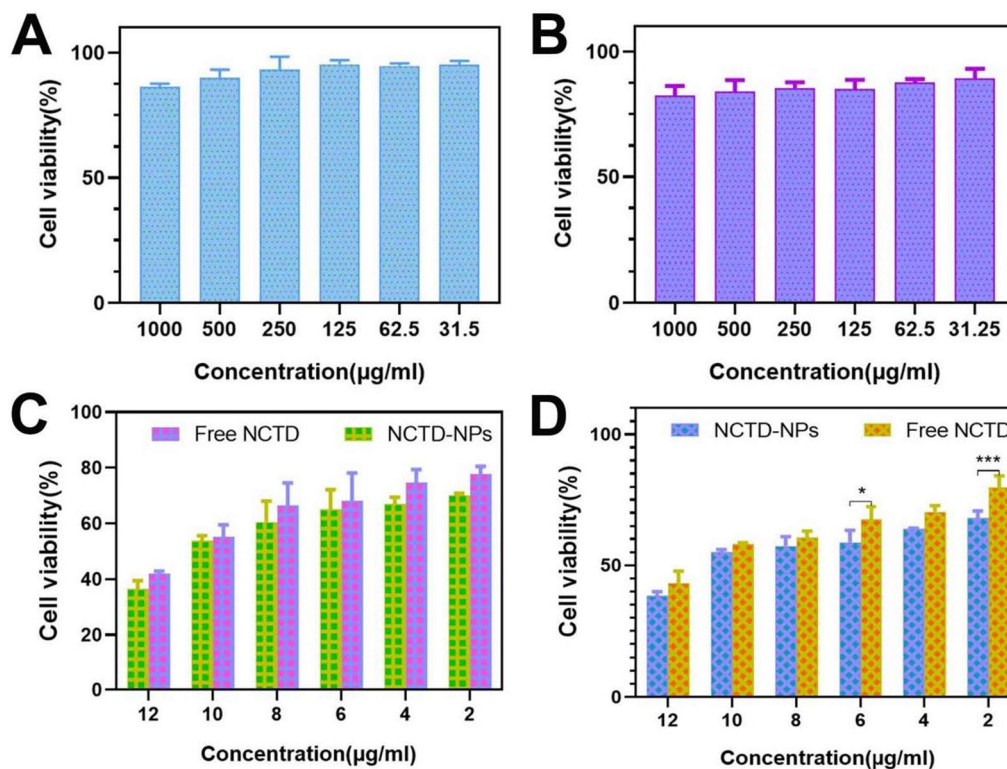 A
Cell viability(%)
100
50
0
1000 500 250 125 62.5 31.5
Concentration(µg/ml)
B
Cell viability(%)
100
50
0
1000 500 250 125 62.5 31.25
Concentration(µg/ml)
C
Cell viability(%)
100
80
60
40
20
0
Free NCTD NCTD-NPs
12 10 8 6 4 2
Concentration(µg/ml)
D
Cell viability(%)
100
50
0
NCTD-NPs Free NCTD
*
***
12 10 8 6 4 2
Concentration(µg/ml)